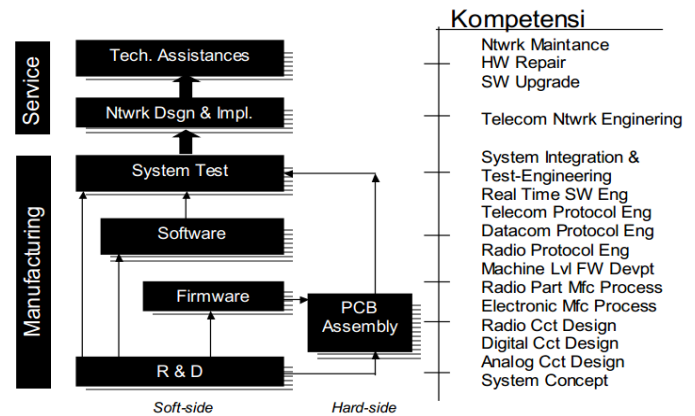 Kompetensi
Service
Tech. Assistances
Ntwrk Dsgn & Impl.
Manufacturing
System Test
Software
Firmware
PCB
Assembly
R & D
Soft-side
Hard-side
Ntwrk Maintance
HW Repair
SW Upgrade
Telecom Ntwrk Enginering
System Integration &
Test-Engineering
Real Time SW Eng
Telecom Protocol Eng
Datacom Protocol Eng
Radio Protocol Eng
Machine Lvl FW Devpt
Radio Part Mfc Process
Electronic Mfc Process
Radio Cct Design
Digital Cct Design
Analog Cct Design
System Concept